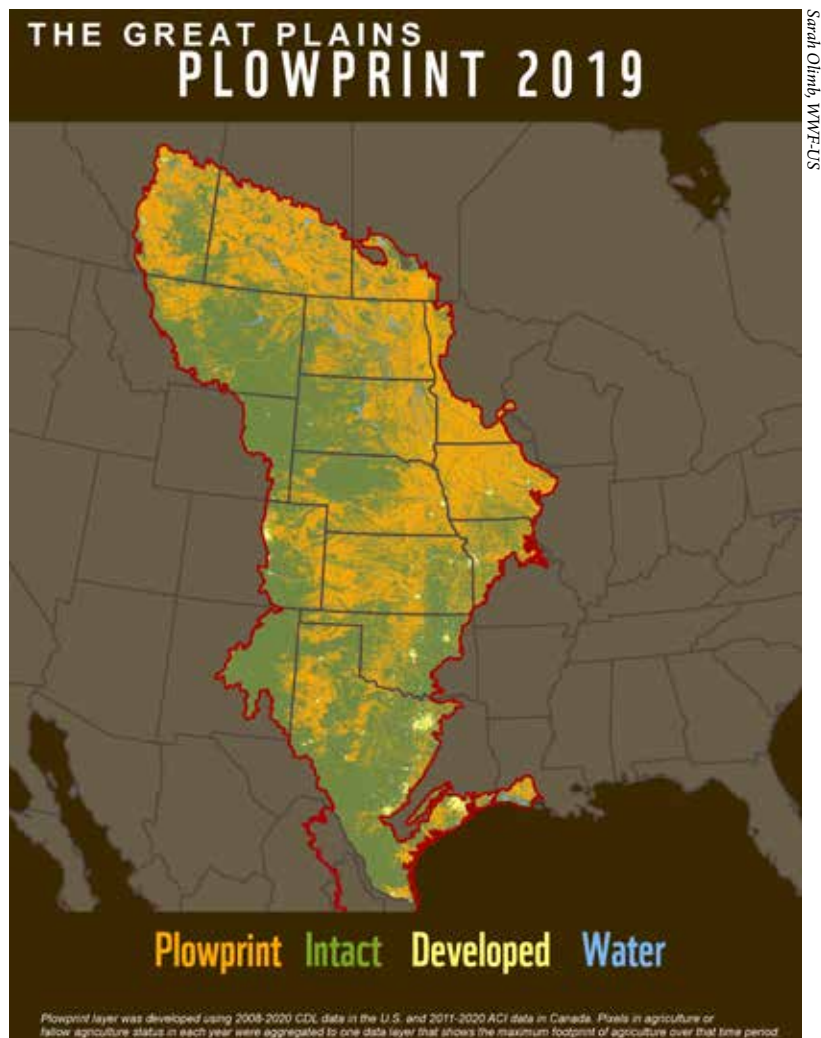 THE GREAT PLAINS
PLOWPRINT 2019
Sarah Olimb, WWF-US
Plowprint Intact Developed Water
Plowprint layer was developed using 2008-2020 CDL data in the U.S. and 2011-2020 ACI data in Canada. Pixels in agriculture or
fallow agriculture status in each year were aggregated to one data layer that shows the maximum footprint of agriculture over that time period